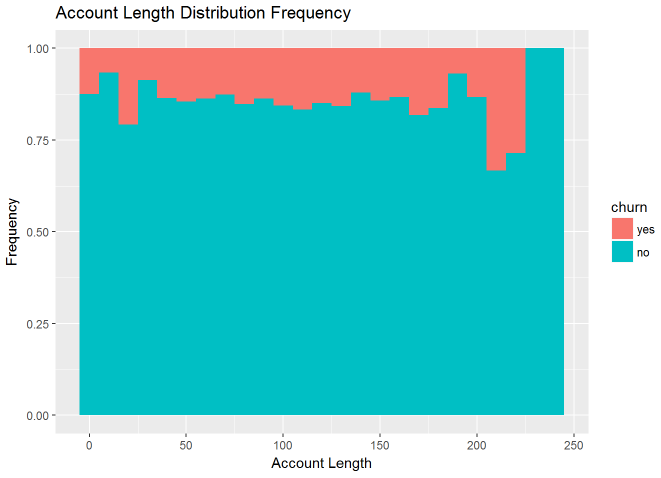 Account Length Distribution Frequency
1.00
0.75
0.50
0.25
0.00
Frequency
0 50 100 150 200 250
Account Length
churn
yes
no